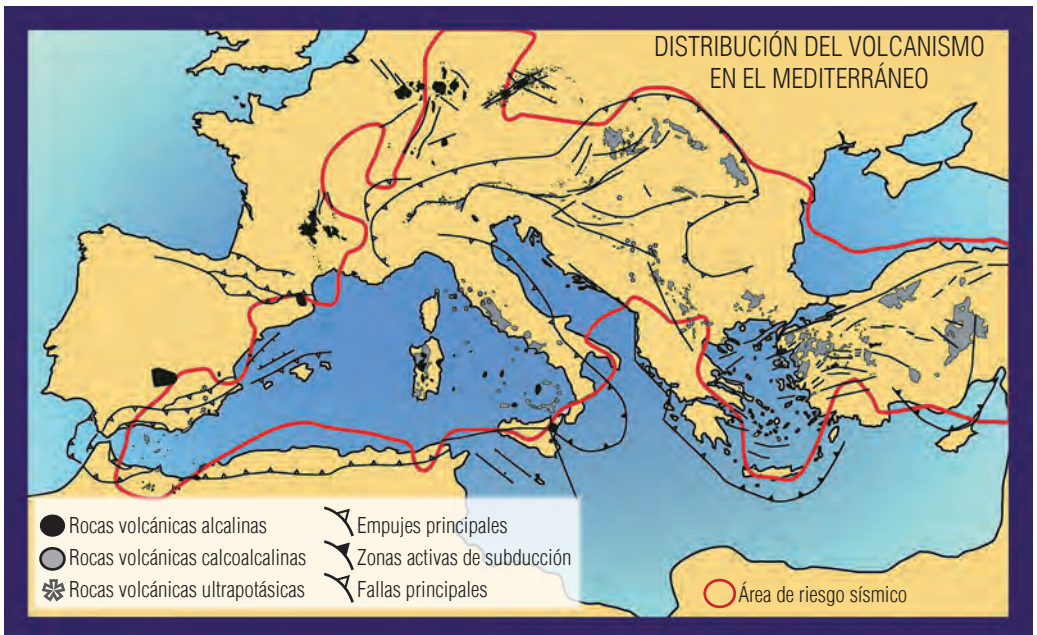 DISTRIBUCIÓN DEL VOLCANISMO
EN EL MEDITERRÁNEO
Rocas volcánicas alcalinas
Rocas volcánicas calcoalcalinas
Rocas volcánicas ultrapotásicas
Empujes principales
Zonas activas de subducción
Fallas principales
Área de riesgo sísmico